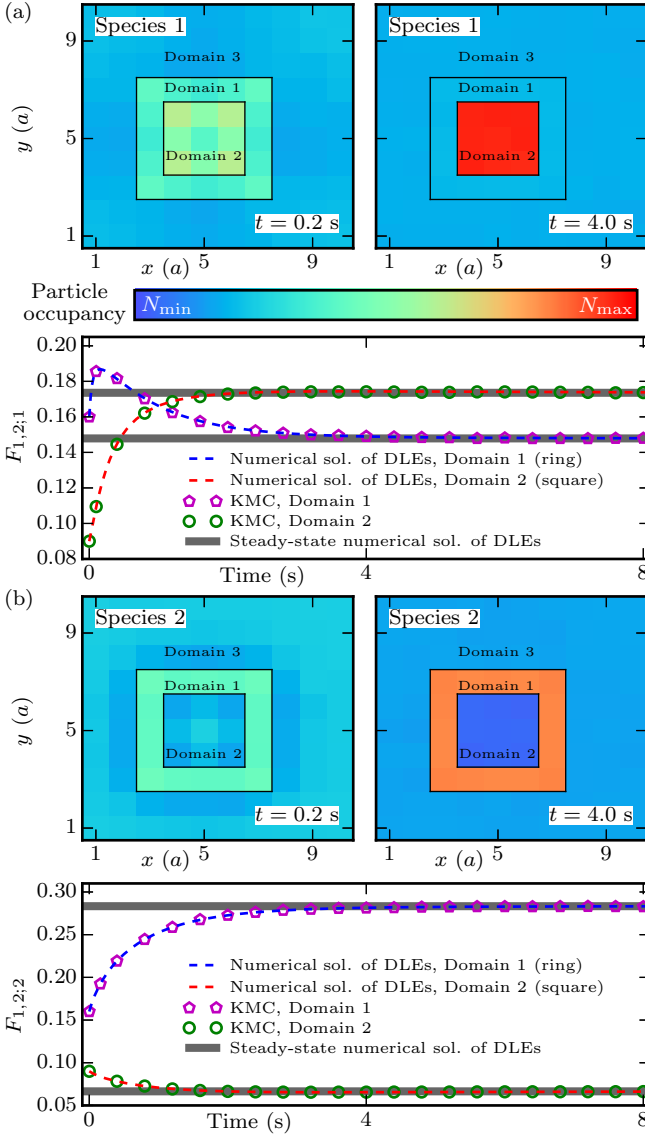 (a)
Species 1
Domain 3
Domain 1
Domain 2
t = 0.2 s
y (a)
9
5
1
1
5
9
x (a)
Species 1
Domain 3
Domain 1
Domain 2
t = 4.0 s
1
5
9
x (a)
Particle
occupancy
N_min
N_max
F_{1,2;1}
0.20
0.18
0.16
0.14
0.12
0.10
0.08
Numerical sol. of DLEs, Domain 1 (ring)
Numerical sol. of DLEs, Domain 2 (square)
KMC, Domain 1
KMC, Domain 2
Steady-state numerical sol. of DLEs
0
4
8
Time (s)
(b)
Species 2
Domain 3
Domain 1
Domain 2
t = 0.2 s
y (a)
9
5
1
1
5
9
x (a)
Species 2
Domain 3
Domain 1
Domain 2
t = 4.0 s
1
5
9
x (a)
F_{1,2;2}
0.30
0.25
0.20
0.15
0.10
0.05
Numerical sol. of DLEs, Domain 1 (ring)
Numerical sol. of DLEs, Domain 2 (square)
KMC, Domain 1
KMC, Domain 2
Steady-state numerical sol. of DLEs
0
4
8
Time (s)